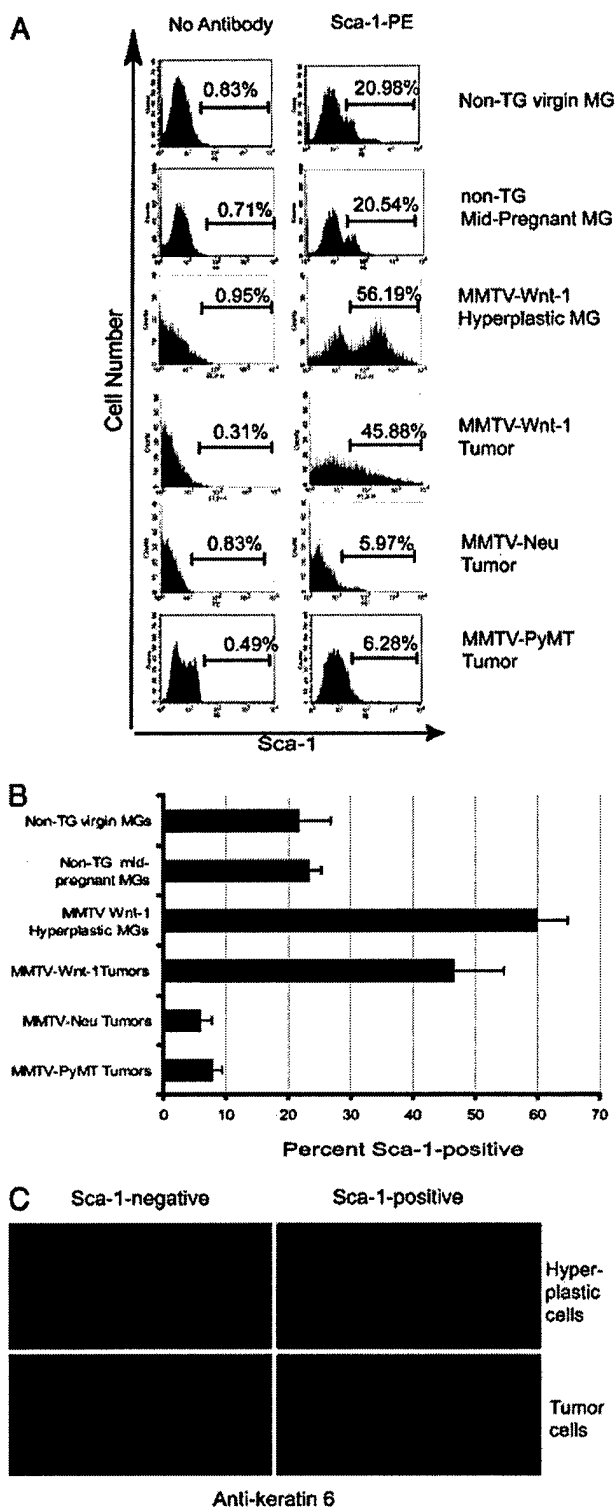 A
No Antibody
Sca-1-PE
Cell Number
0.83%
20.98%
Non-TG virgin MG
0.71%
20.54%
non-TG
Mid-Pregnant MG
0.95%
56.19%
MMTV-Wnt-1
Hyperplastic MG
0.31%
45.88%
MMTV-Wnt-1
Tumor
0.83%
5.97%
MMTV-Neu
Tumor
0.49%
6.28%
MMTV-PyMT
Tumor
Sca-1
B
Non-TG virgin MGs
Non-TG mid-
pregnant MGs
MMTV Wnt-1
Hyperplastic MGs
MMTV-Wnt-1Tumors
MMTV-Neu Tumors
MMTV-PyMT Tumors
0 10 20 30 40 50 60 70
Percent Sca-1-positive
C
Sca-1-negative
Sca-1-positive
Hyper-
plastic
cells
Tumor
cells
Anti-keratin 6